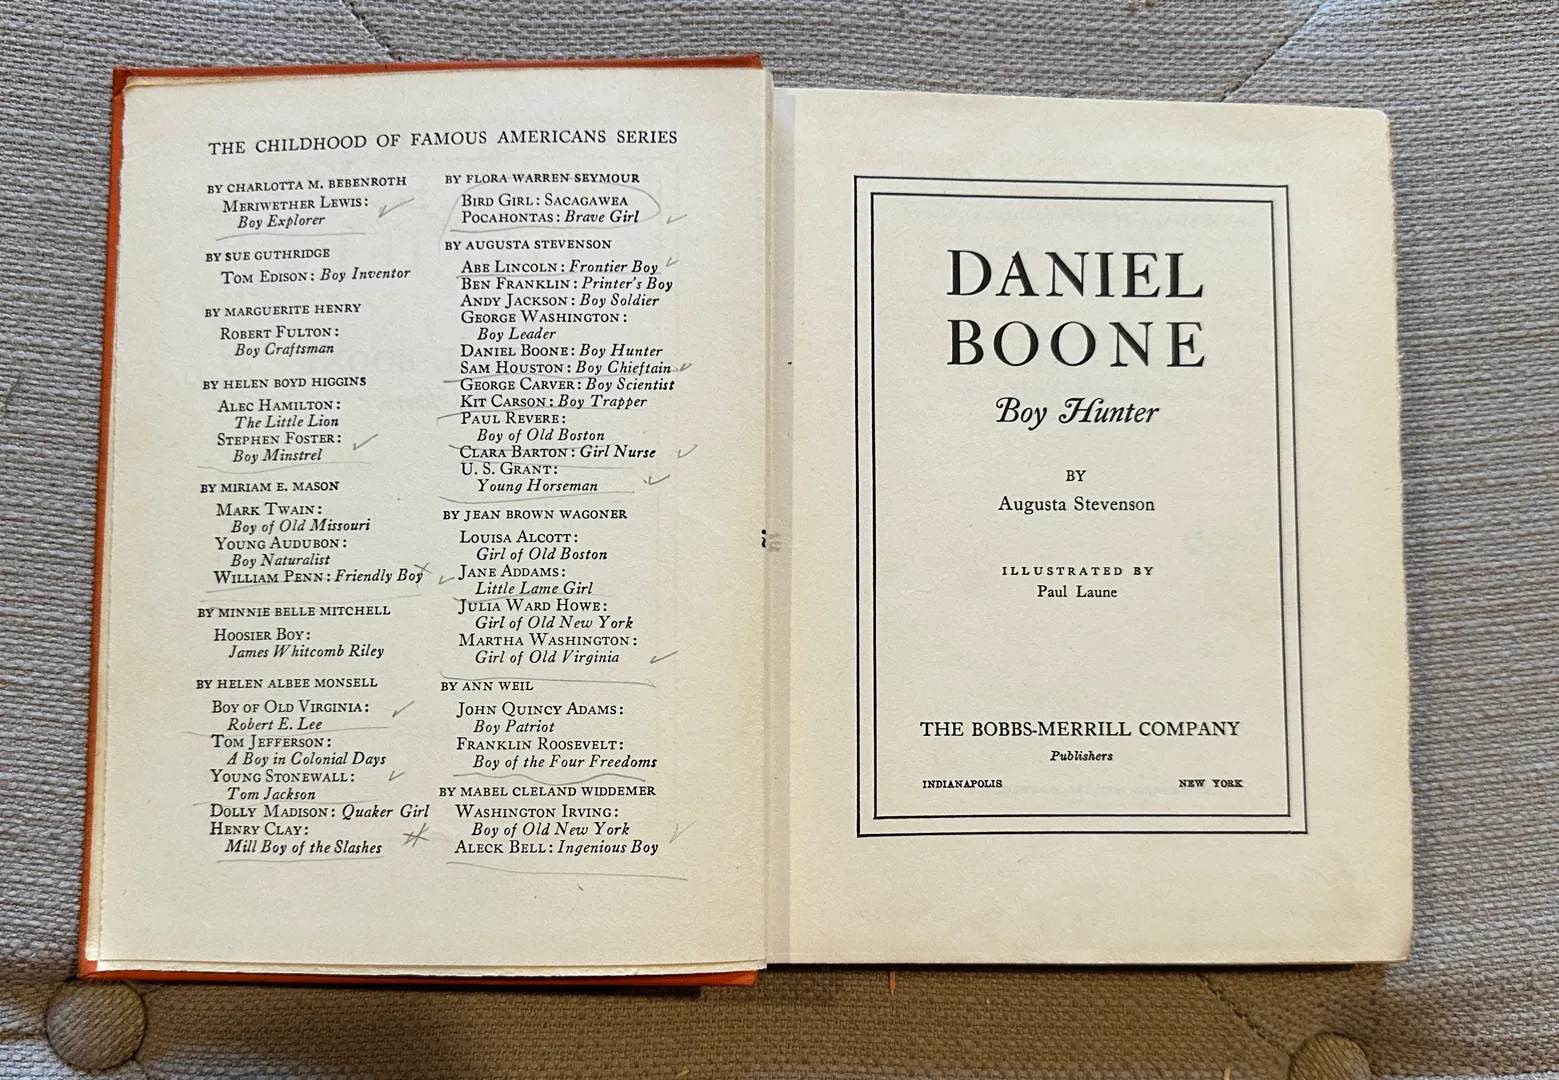 THE CHILDHOOD OF FAMOUS AMERICANS SERIES
BY CHARLOTTA M. BEBENROTH
MERIWETHER LEWIS:
Boy Explorer
BY SUE GUTHRIDGE
TOM EDISON: Boy Inventor
BY MARGUERITE HENRY
ROBERT FULTON:
Boy Craftsman
BY HELEN BOYD HIGGINS
ALEC HAMILTON:
The Little Lion
STEPHEN FOSTER:
Boy Minstrel
BY MIRIAM E. MASON
MARK TWAIN:
Boy of Old Missouri
YOUNG AUDUBON:
Boy Naturalist
WILLIAM PENN: Friendly Boy
BY MINNIE BELLE MITCHELL
HOOSIER BOY:
James Whitcomb Riley
BY HELEN ALBEE MONSELL
BOY OF OLD VIRGINIA:
Robert E. Lee
TOM JEFFERSON:
A Boy in Colonial Days
YOUNG STONEWALL:
Tom Jackson
DOLLY MADISON: Quaker Girl
HENRY CLAY:
Mill Boy of the Slashes
BY FLORA WARREN SEYMOUR
BIRD GIRL: SACAGAWEA
POCAHONTAS: Brave Girl
BY AUGUSTA STEVENSON
ABE LINCOLN: Frontier Boy
BEN FRANKLIN: Printer's Boy
ANDY JACKSON: Boy Soldier
GEORGE WASHINGTON:
Boy Leader
DANIEL BOONE: Boy Hunter
SAM HOUSTON: Boy Chieftain
GEORGE CARVER: Boy Scientist
KIT CARSON: Boy Trapper
PAUL REVERE:
Boy of Old Boston
CLARA BARTON: Girl Nurse
U. S. GRANT:
Young Horseman
BY JEAN BROWN WAGONER
LOUISA ALCOTT:
Girl of Old Boston
JANE ADDAMS:
Little Lame Girl
JULIA WARD HOWE:
Girl of Old New York
MARTHA WASHINGTON:
Girl of Old Virginia
BY ANN WEIL
JOHN QUINCY ADAMS:
Boy Patriot
FRANKLIN ROOSEVELT:
Boy of the Four Freedoms
BY MABEL CLELAND WIDDEMER
WASHINGTON IRVING:
Boy of Old New York
ALECK BELL: Ingenious Boy
DANIEL
BOONE
Boy Hunter
BY
Augusta Stevenson
ILLUSTRATED BY
Paul Laune
THE BOBBS-MERRILL COMPANY
Publishers
INDIANAPOLIS NEW YORK